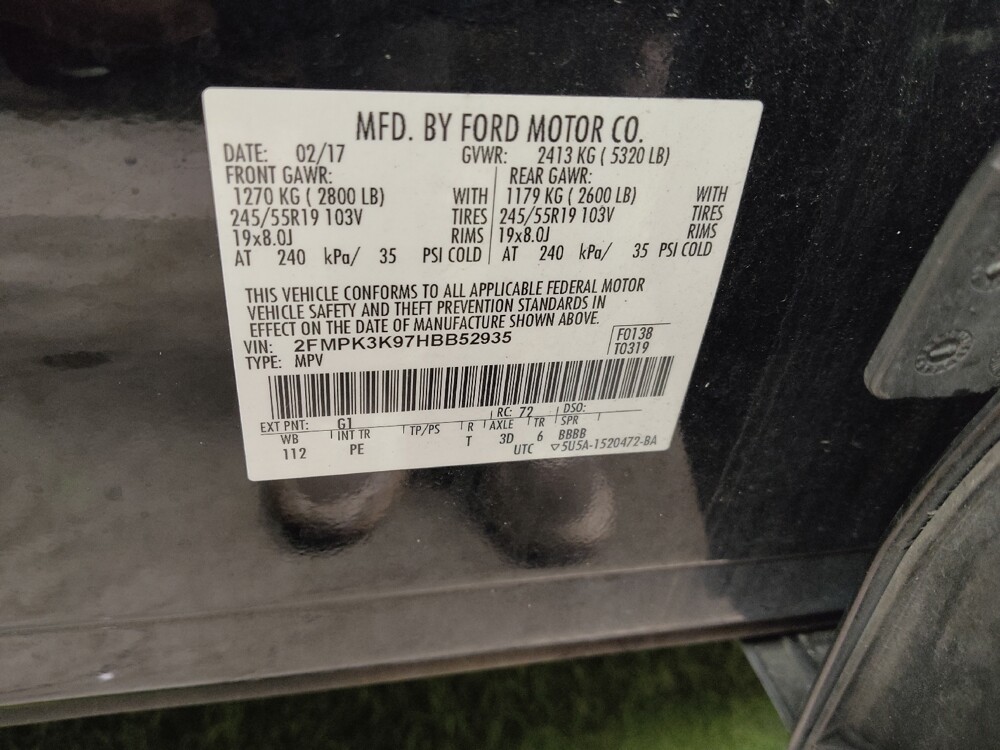 MFD. BY FORD MOTOR CO.
DATE: 02/17 GVWR: 2413 KG ( 5320 LB)
FRONT GAWR: REAR GAWR:
1270 KG ( 2800 LB) WITH 1179 KG ( 2600 LB) WITH
245/55R19 103V TIRES 245/55R19 103V TIRES
19x8.0J RIMS 19x8.0J RIMS
AT 240 kPa/ 35 PSI COLD AT 240 kPa/ 35 PSI COLD
THIS VEHICLE CONFORMS TO ALL APPLICABLE FEDERAL MOTOR
VEHICLE SAFETY AND THEFT PREVENTION STANDARDS IN
EFFECT ON THE DATE OF MANUFACTURE SHOWN ABOVE.
VIN: 2FMPK3K97HBB52935 F0138
TYPE: MPV T0319
EXT PNT: G1 RC: 72 DSO:
WB INT TR TP/PS R AXLE TR SPR
112 PE T 3D 6 BBBB
UTC ▽5U5A-1520472-BA